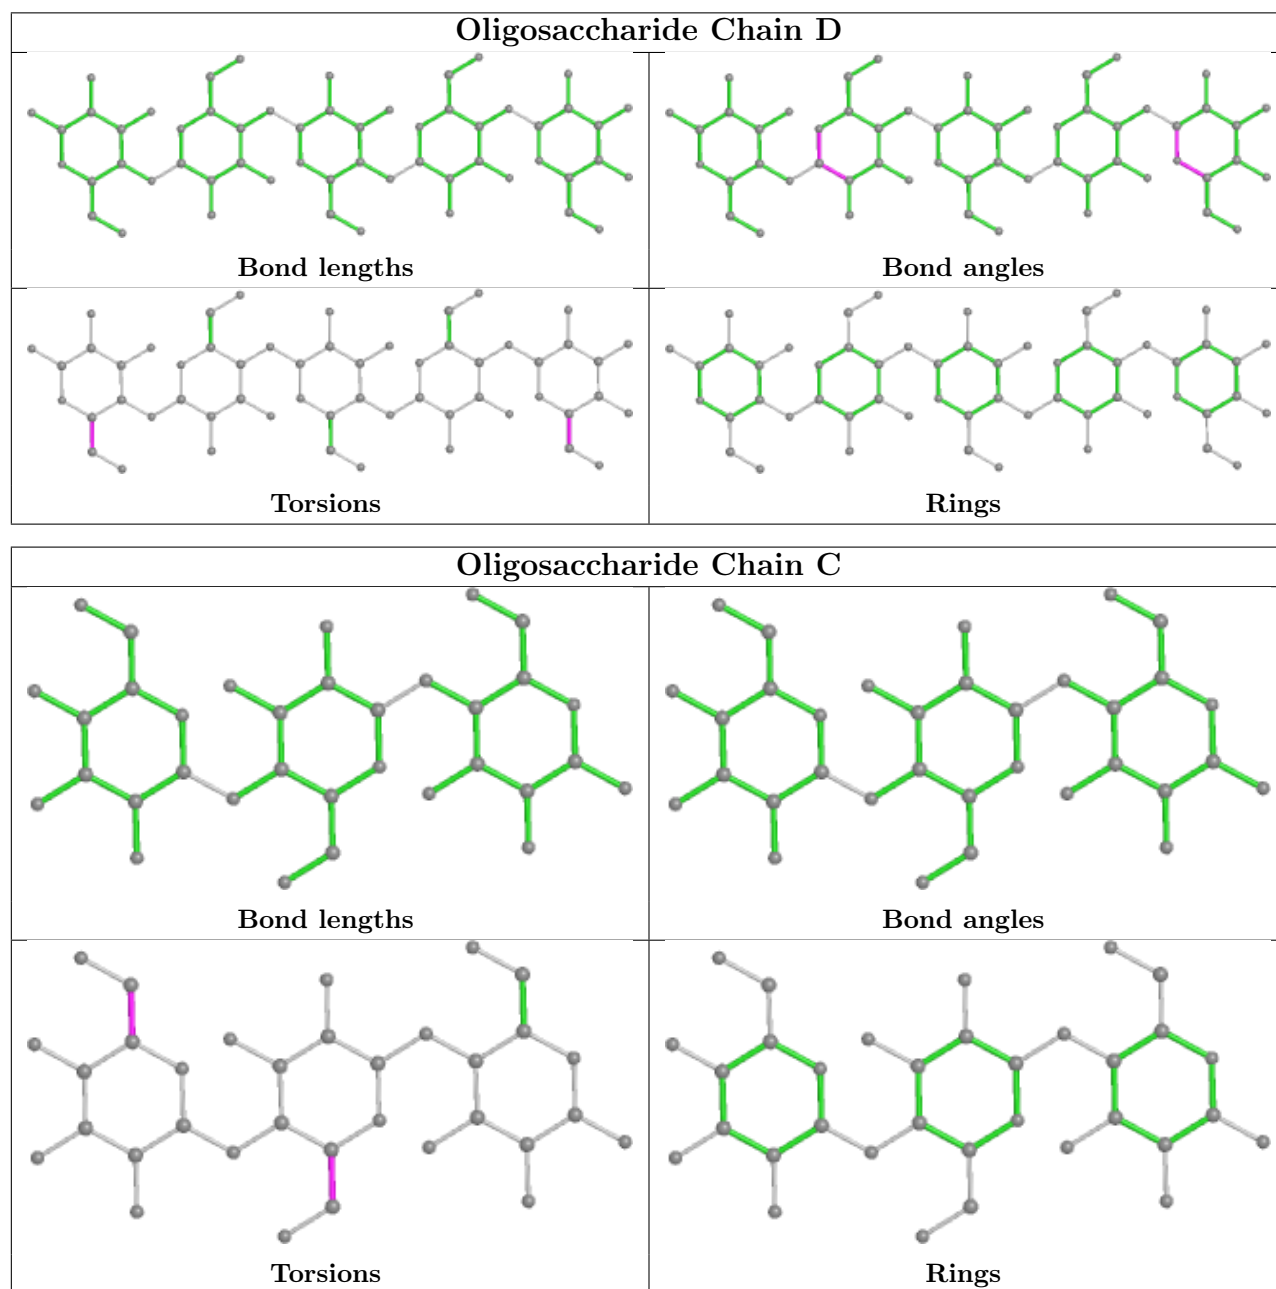 Oligosaccharide Chain D
Bond lengths
Bond angles
Torsions
Rings
Oligosaccharide Chain C
Bond lengths
Bond angles
Torsions
Rings